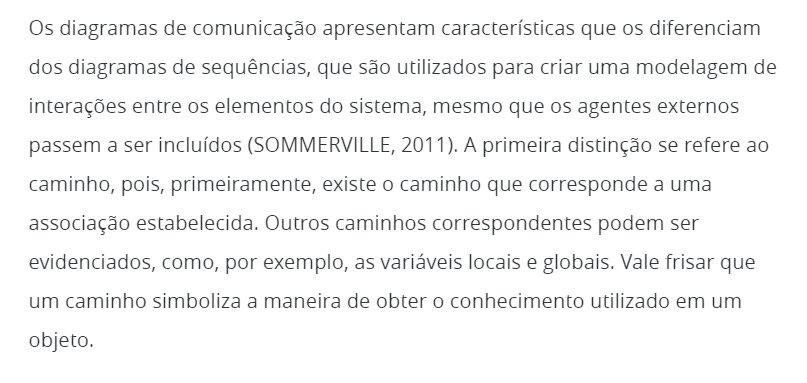 Os diagramas de comunicação apresentam características que os diferenciam
dos diagramas de sequências, que são utilizados para criar uma modelagem de
interações entre os elementos do sistema, mesmo que os agentes externos
passem a ser incluídos (SOMMERVILLE, 2011). A primeira distinção se refere ao
caminho, pois, primeiramente, existe o caminho que corresponde a uma
associação estabelecida. Outros caminhos correspondentes podem ser
evidenciados, como, por exemplo, as variáveis locais e globais. Vale frisar que
um caminho simboliza a maneira de obter o conhecimento utilizado em um
objeto.